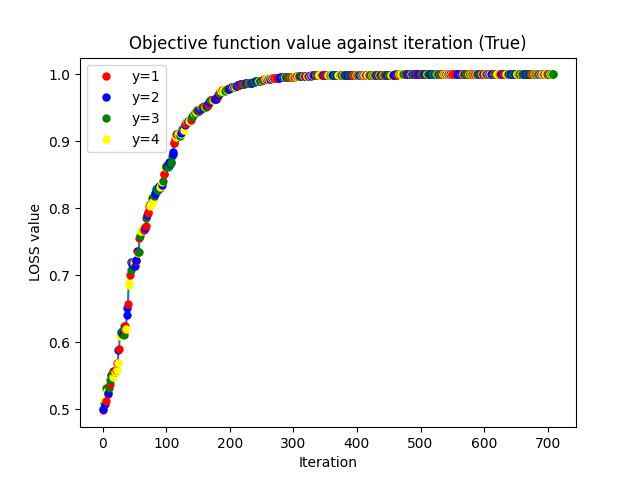 Objective function value against iteration (True)
y=1
y=2
y=3
y=4
1.0
0.9
0.8
0.7
0.6
0.5
LOSS value
0 100 200 300 400 500 600 700
Iteration